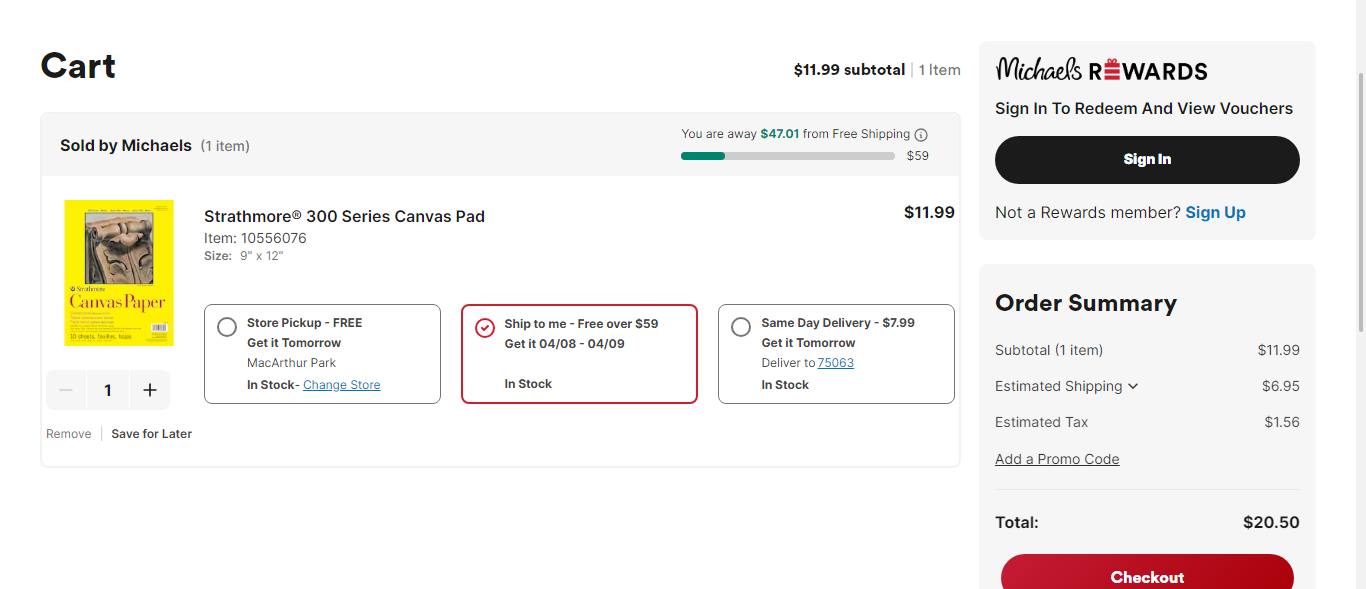 Cart
$11.99 subtotal | 1 Item
Sold by Michaels (1 item)
You are away $47.01 from Free Shipping
$59
Strathmore
Canvas Paper
Strathmore® 300 Series Canvas Pad
$11.99
Item: 10556076
Size: 9" x 12"
Store Pickup - FREE
Get it Tomorrow
MacArthur Park
In Stock- Change Store
Ship to me - Free over $59
Get it 04/08 - 04/09
In Stock
Same Day Delivery - $7.99
Get it Tomorrow
Deliver to 75063
In Stock
1
Remove
Save for Later
Michaels REWARDS
Sign In To Redeem And View Vouchers
Sign In
Not a Rewards member? Sign Up
Order Summary
Subtotal (1 item) $11.99
Estimated Shipping $6.95
Estimated Tax $1.56
Add a Promo Code
Total: $20.50
Checkout